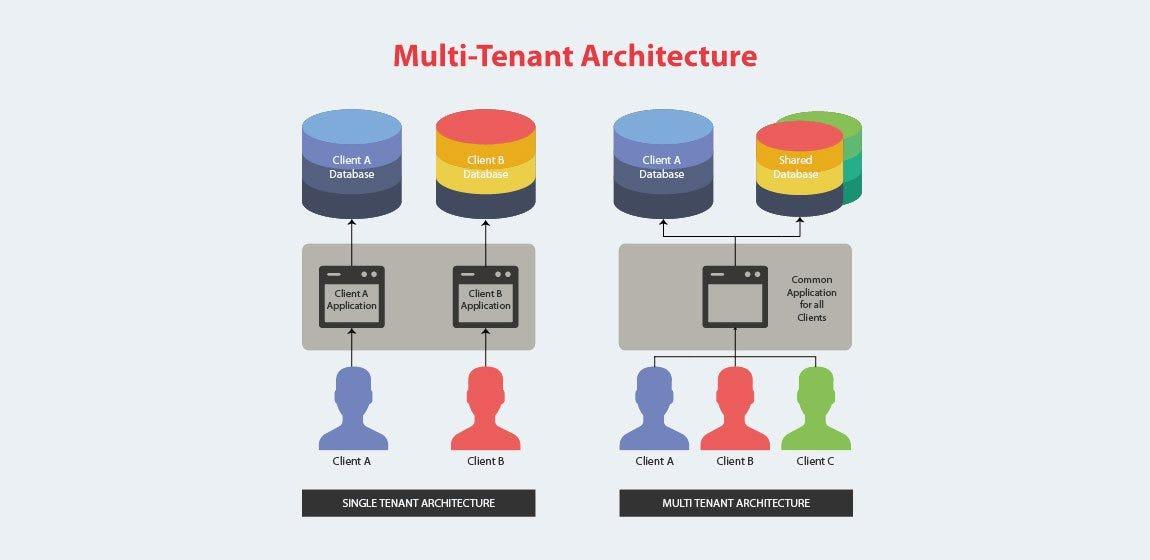 Multi-Tenant Architecture
Client A
Database
Client B
Database
Client A
Database
Shared
Database
Client A
Application
Client B
Application
Common
Application
for all
Clients
Client A
Client B
Client A
Client B
Client C
SINGLE TENANT ARCHITECTURE
MULTI TENANT ARCHITECTURE